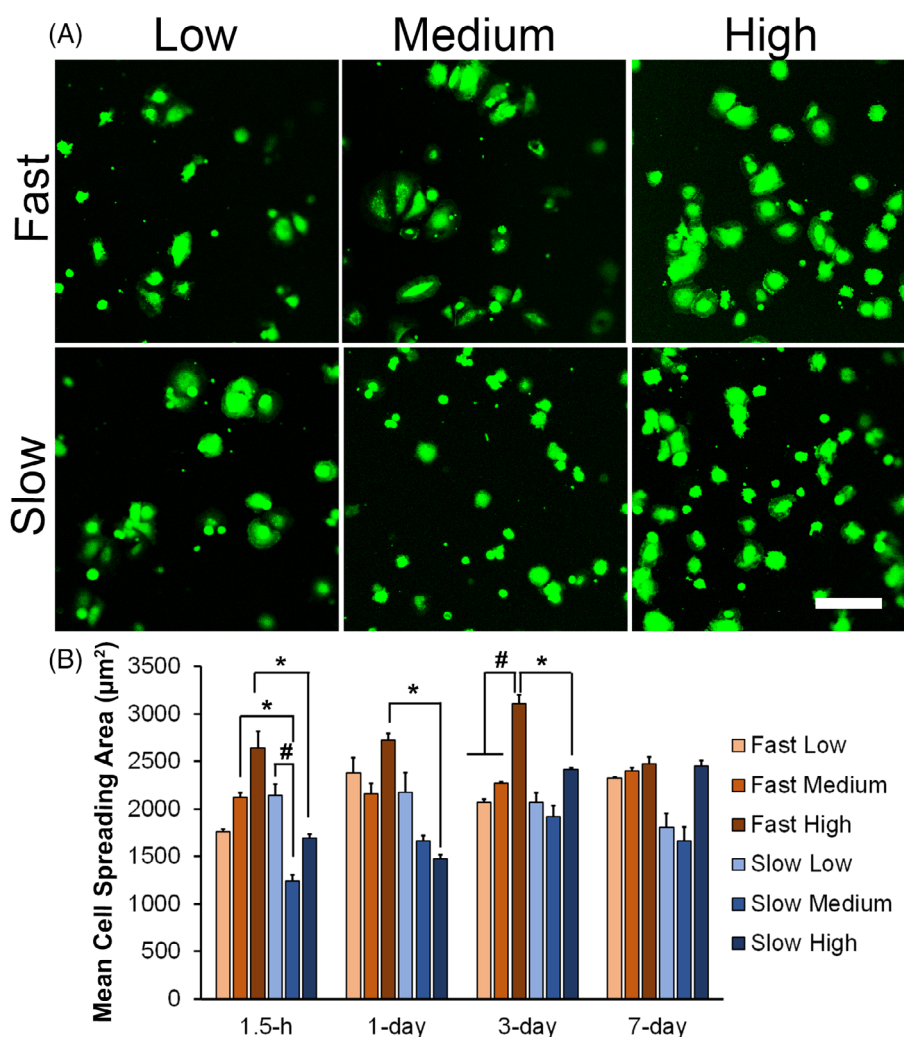 (A)
Low
Medium
High
Fast
Slow
(B)
Mean Cell Spreading Area (µm²)
3500
3000
2500
2000
1500
1000
500
0
*
*
#
*
#
*
1.5-h
1-day
3-day
7-day
Fast Low
Fast Medium
Fast High
Slow Low
Slow Medium
Slow High